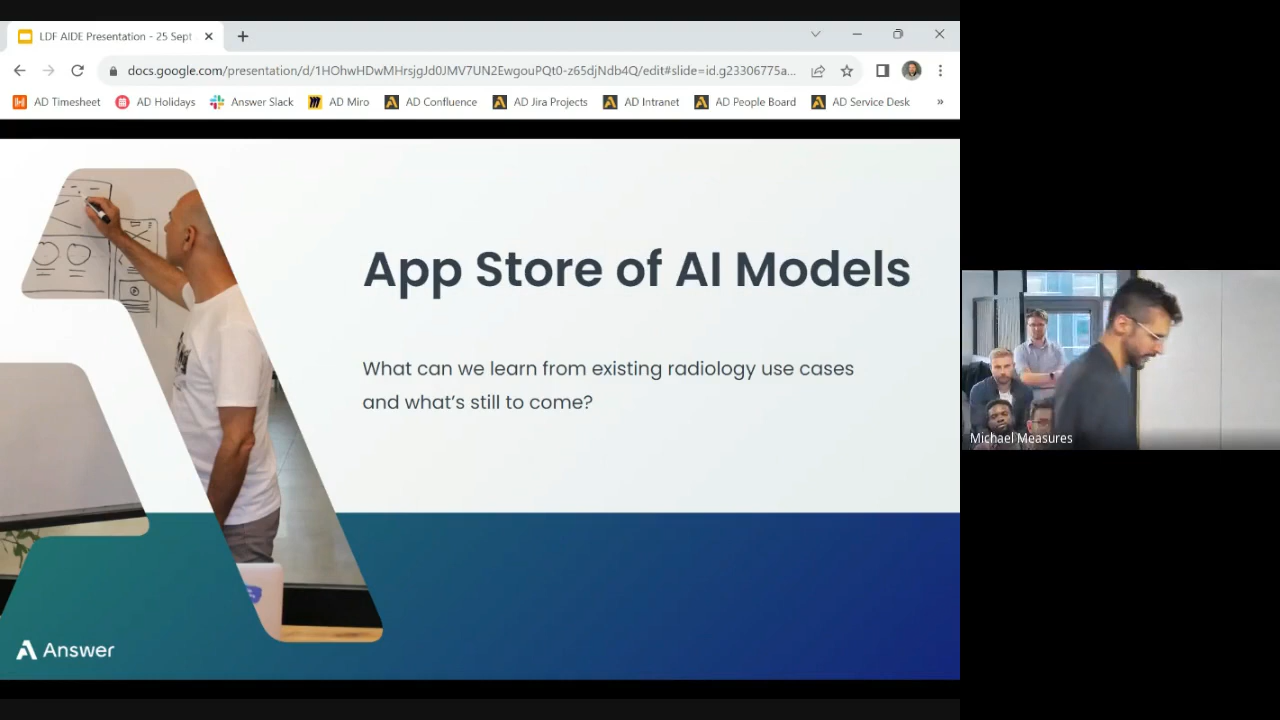 LDF AIDE Presentation - 25 Sept
docs.google.com/presentation/d/1HOhwHDwMHrsjgJd0JMV7UN2EwgouPQt0-z65djNdb4Q/edit#slide=id.g23306775a...
AD Timesheet AD Holidays Answer Slack AD Miro AD Confluence AD Jira Projects AD Intranet AD People Board AD Service Desk »
App Store of AI Models
What can we learn from existing radiology use cases
and what's still to come?
Michael Measures
Answer